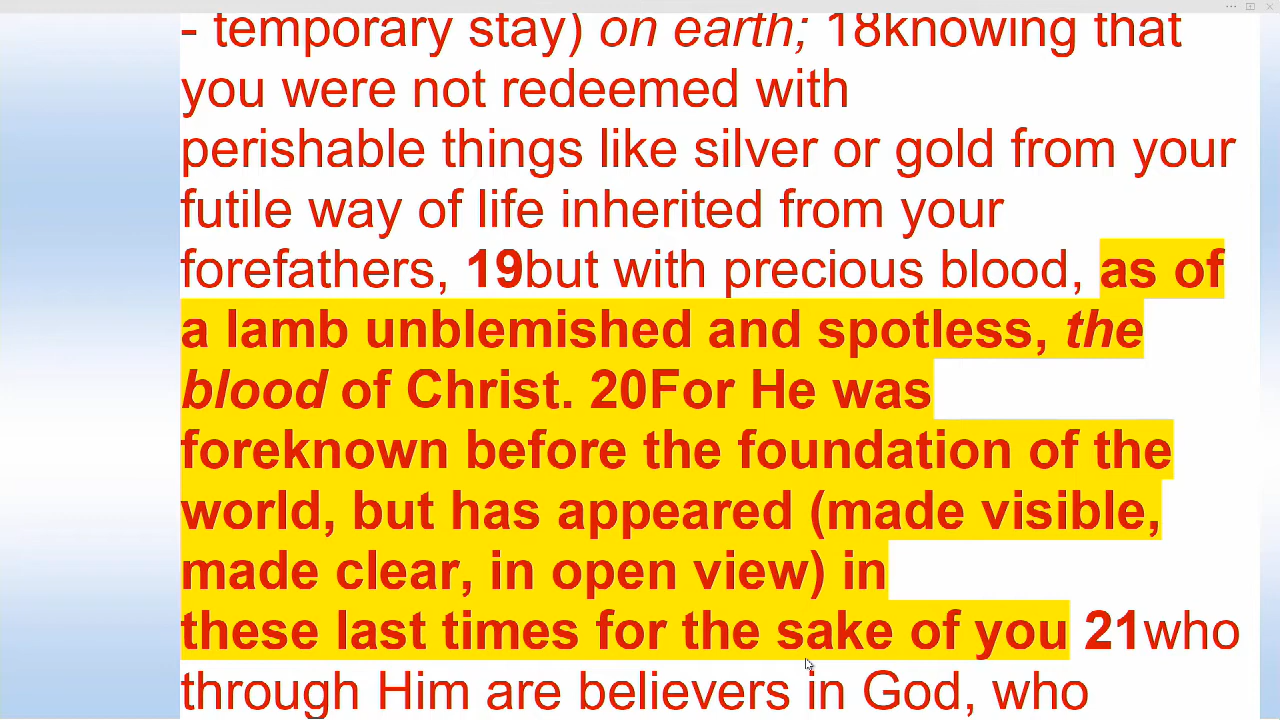 - temporary stay) on earth; 18knowing that
you were not redeemed with
perishable things like silver or gold from your
futile way of life inherited from your
forefathers, 19but with precious blood, as of
a lamb unblemished and spotless, the
blood of Christ. 20For He was
foreknown before the foundation of the
world, but has appeared (made visible,
made clear, in open view) in
these last times for the sake of you 21who
through Him are believers in God, who